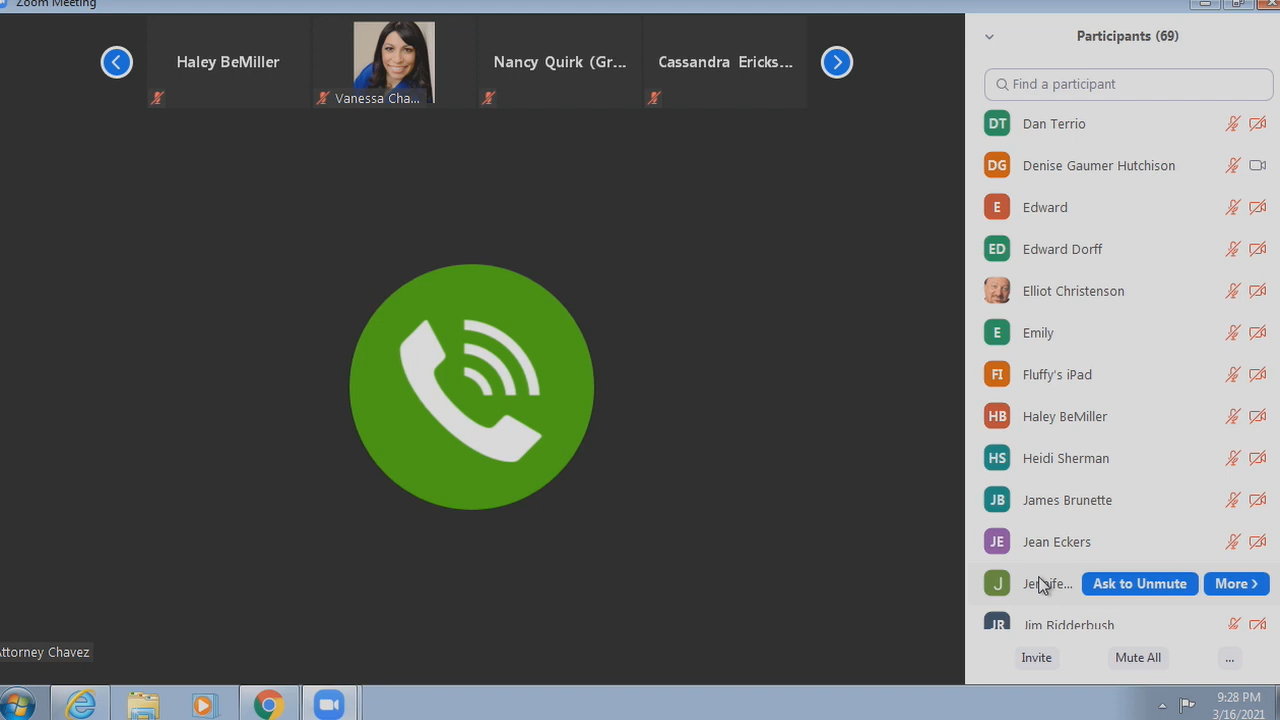 Zoom Meeting
Haley BeMiller
Vanessa Cha...
Nancy Quirk (Gr...
Cassandra Ericks...
Attorney Chavez
Participants (69)
Find a participant
DT Dan Terrio
DG Denise Gaumer Hutchison
E Edward
ED Edward Dorff
Elliot Christenson
E Emily
FI Fluffy's iPad
HB Haley BeMiller
HS Heidi Sherman
JB James Brunette
JE Jean Eckers
J Jennife... Ask to Unmute More >
JR Jim Ridderbush
Invite Mute All ...
9:28 PM
3/16/2021